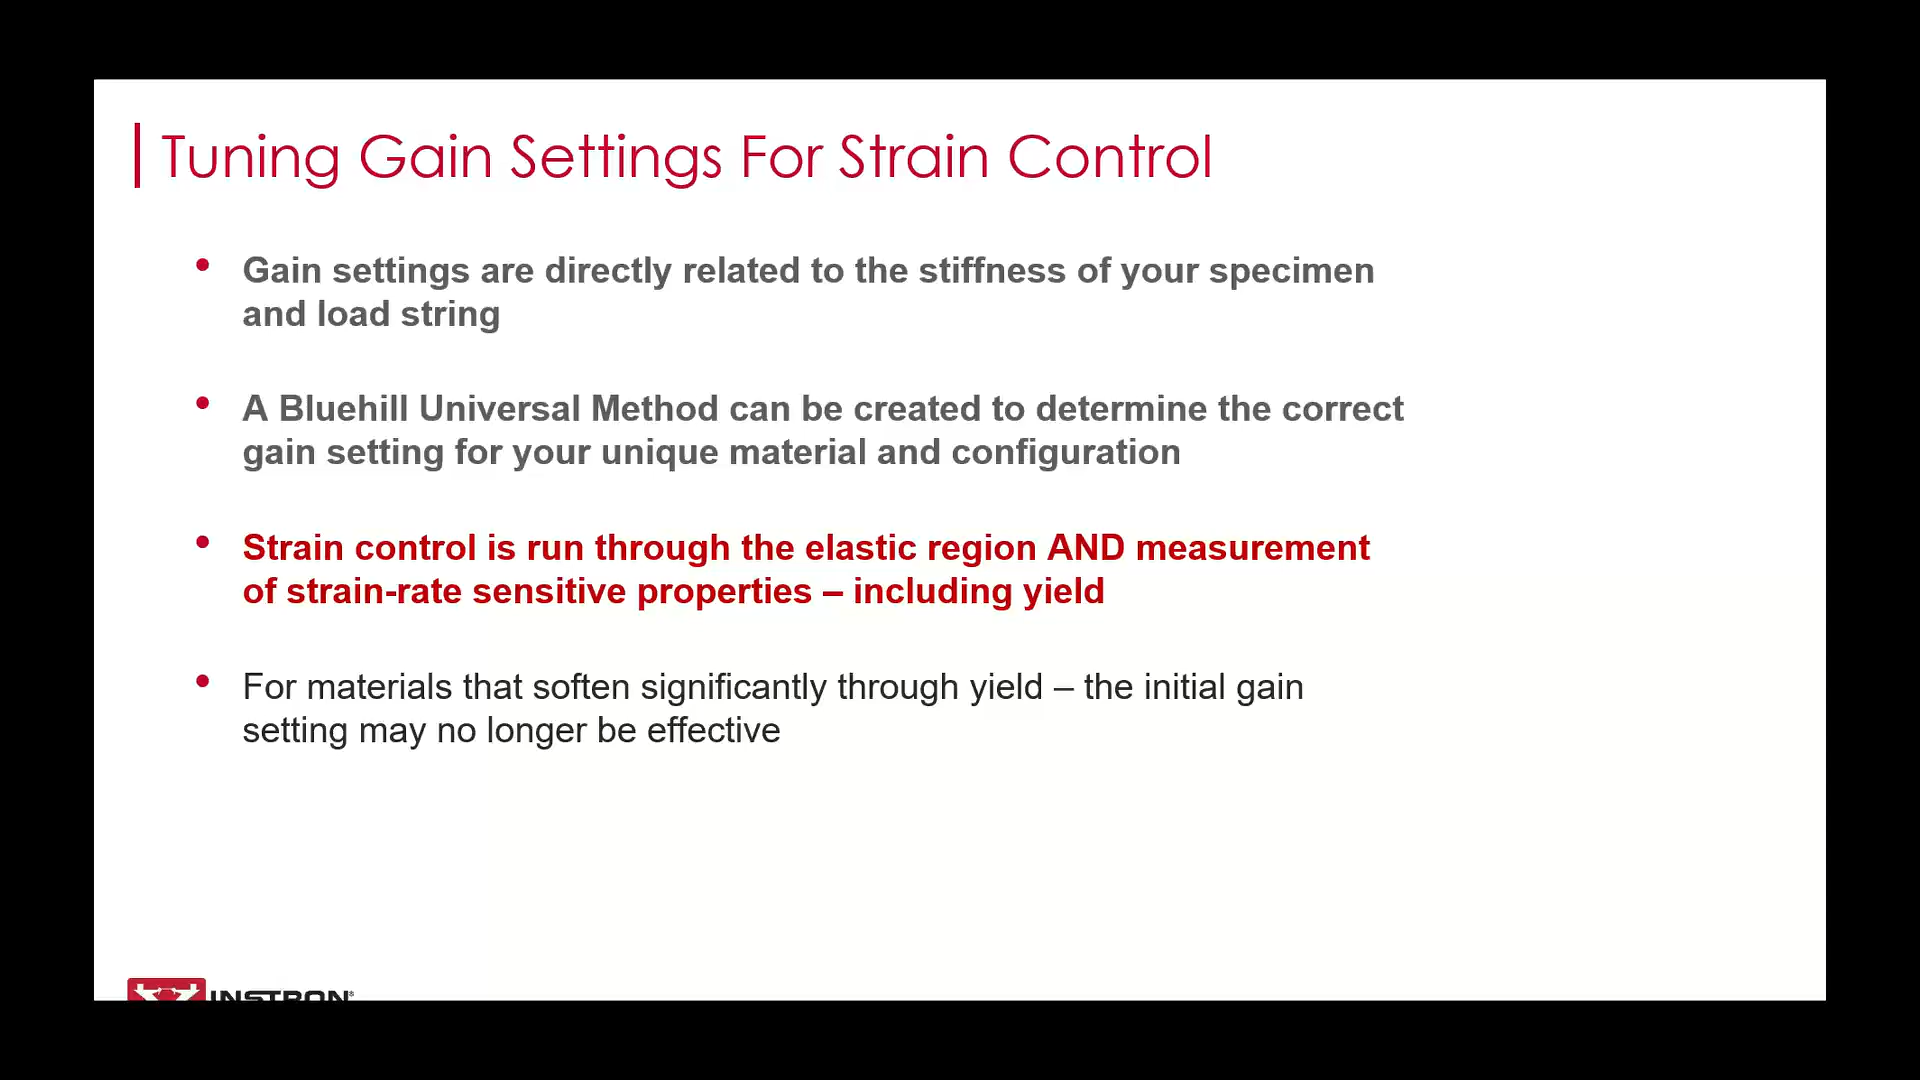 Tuning Gain Settings For Strain Control
• Gain settings are directly related to the stiffness of your specimen
and load string
• A Bluehill Universal Method can be created to determine the correct
gain setting for your unique material and configuration
• Strain control is run through the elastic region AND measurement
of strain-rate sensitive properties – including yield
• For materials that soften significantly through yield – the initial gain
setting may no longer be effective
INSTRON®